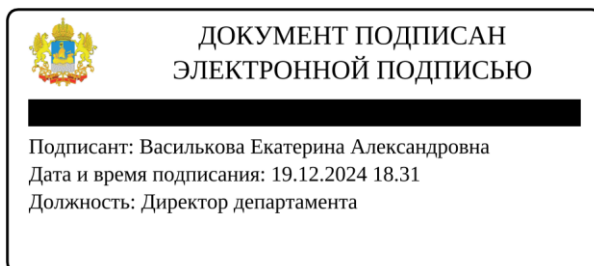 ДОКУМЕНТ ПОДПИСАН
ЭЛЕКТРОННОЙ ПОДПИСЬЮ
Подписант: Василькова Екатерина Александровна
Дата и время подписания: 19.12.2024 18.31
Должность: Директор департамента